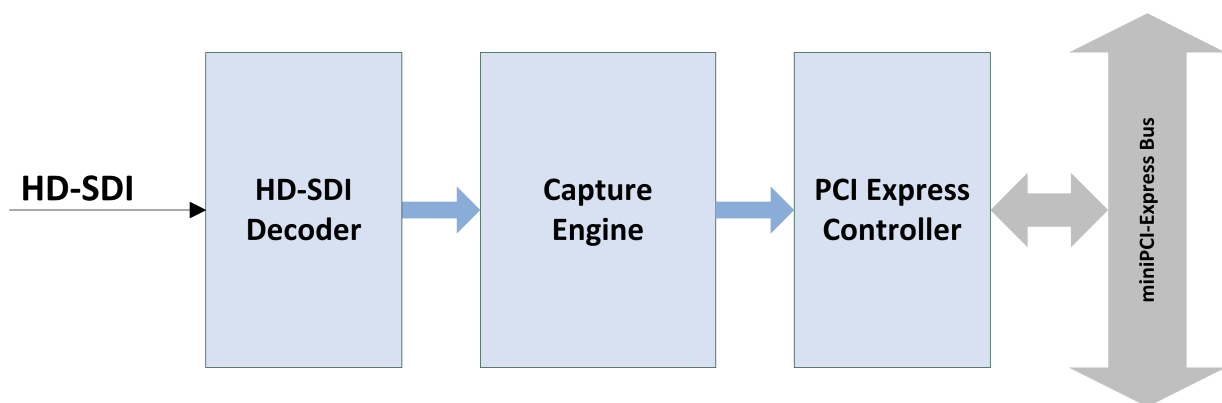 HD-SDI
HD-SDI
Decoder
Capture
Engine
PCI Express
Controller
miniPCI-Express Bus